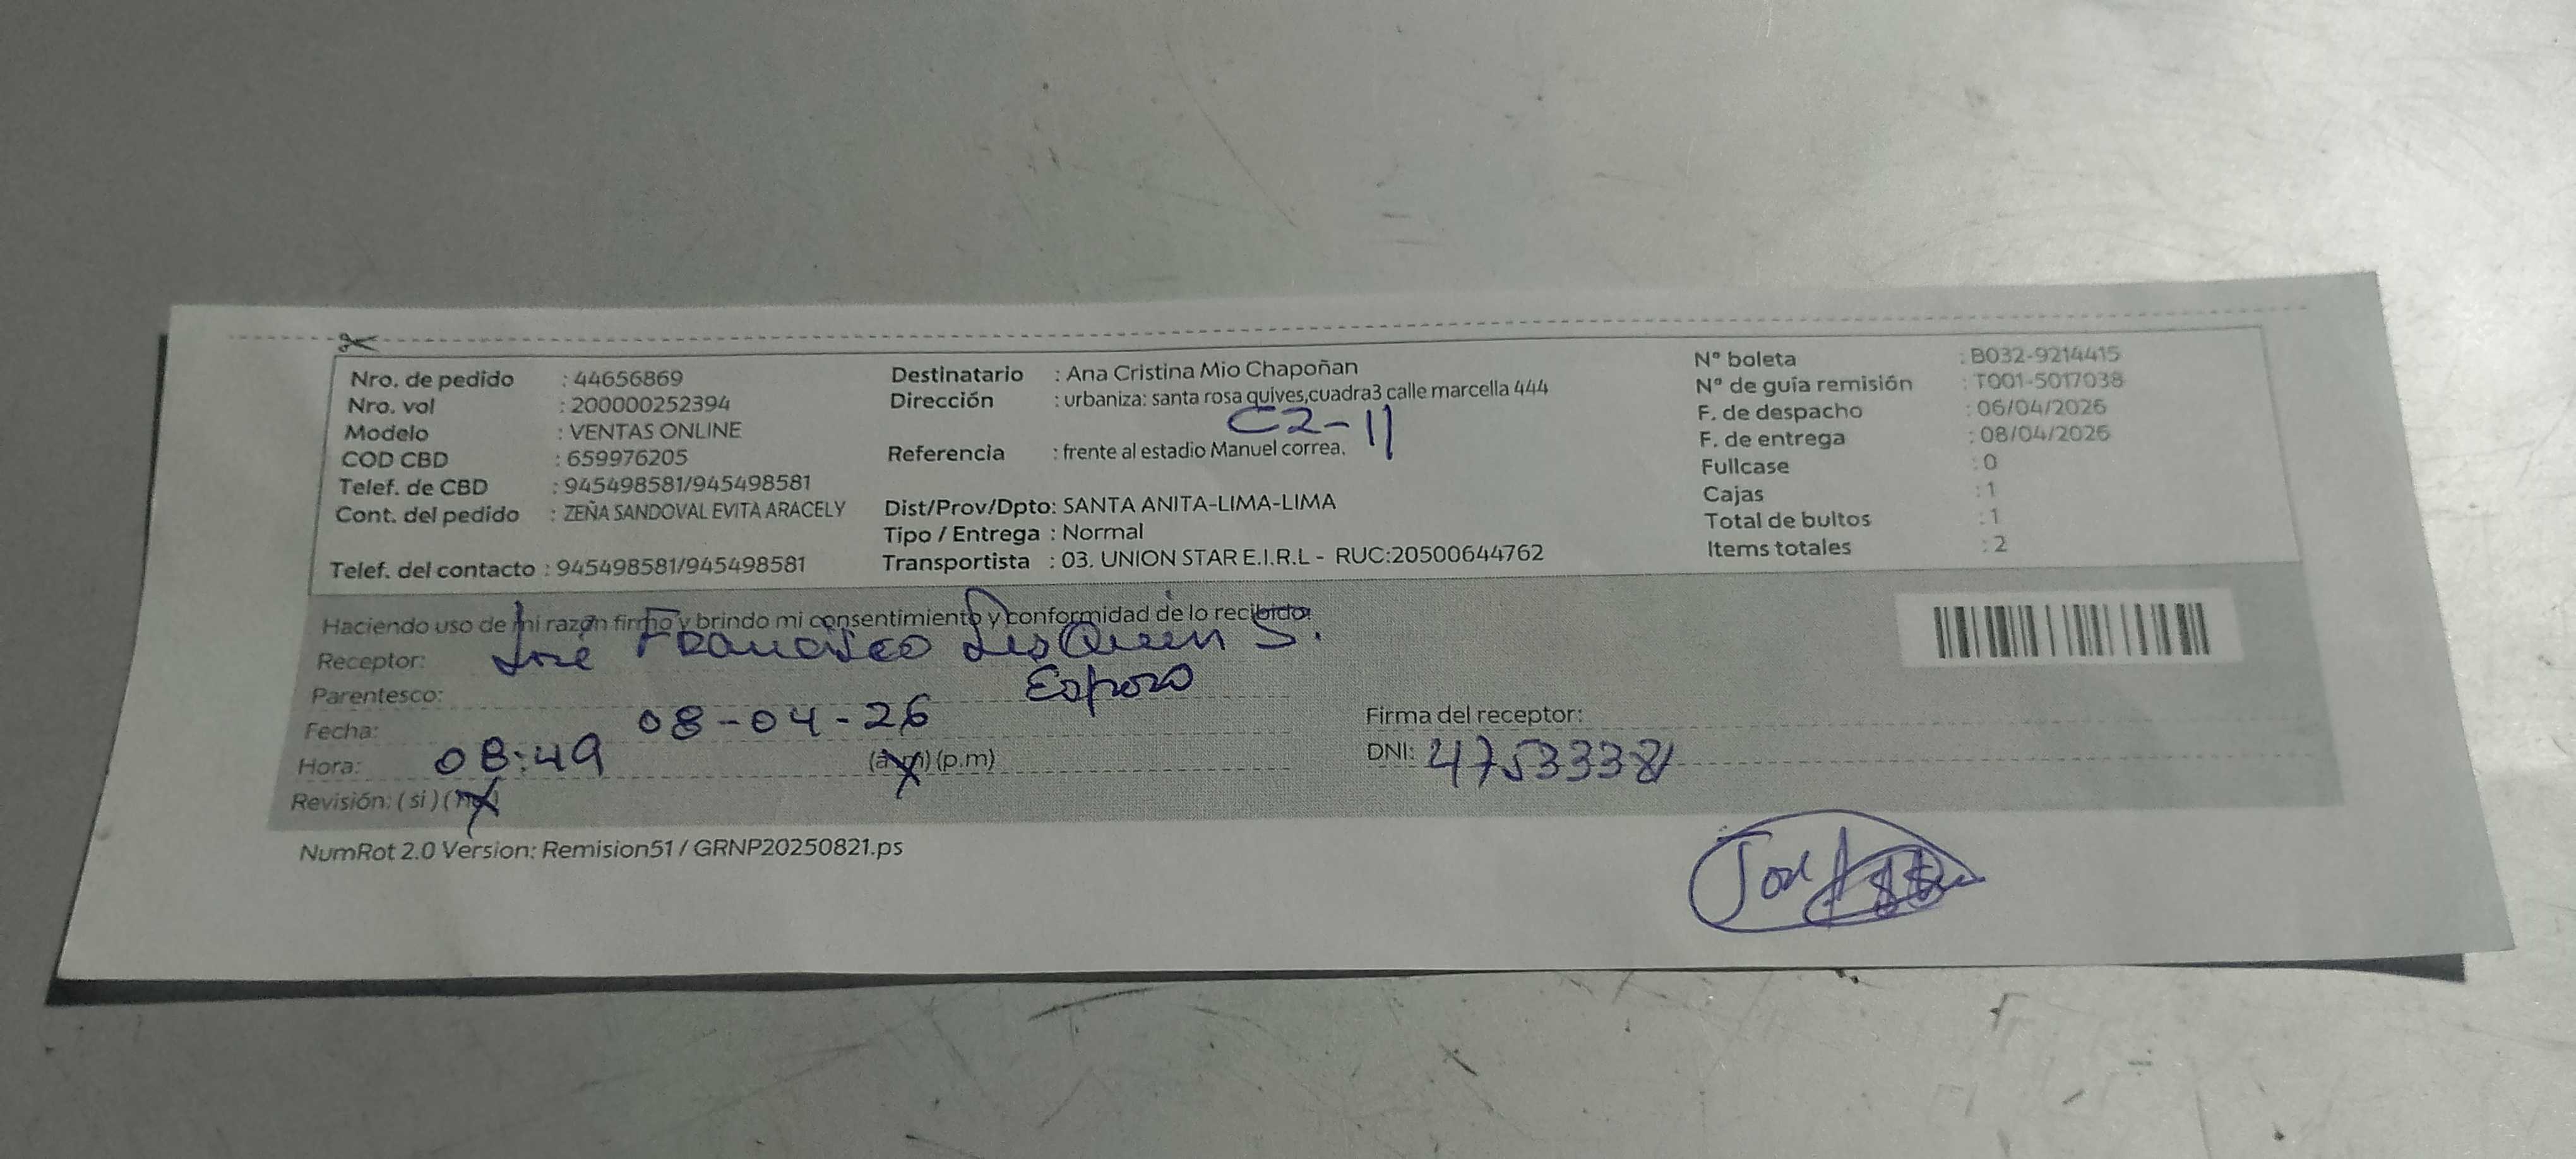 Nro. de pedido : 44656869
Nro. vol : 200000252394
Modelo : VENTAS ONLINE
COD CBD : 659976205
Telef. de CBD : 945498581/945498581
Cont. del pedido : ZEÑA SANDOVAL EVITA ARACELY
Telef. del contacto : 945498581/945498581
Destinatario : Ana Cristina Mio Chapoñan
Dirección : urbaniza: santa rosa quives,cuadra3 calle marcella 444
C2-11
Referencia : frente al estadio Manuel correa.
Dist/Prov/Dpto: SANTA ANITA-LIMA-LIMA
Tipo / Entrega : Normal
Transportista : 03. UNION STAR E.I.R.L - RUC:20500644762
N° boleta : B032-9214415
N° de guía remisión : T001-5017038
F. de despacho : 06/04/2026
F. de entrega : 08/04/2026
Fullcase : 0
Cajas : 1
Total de bultos : 1
Items totales : 2
Haciendo uso de mi razón firmo y brindo mi consentimiento y conformidad de lo recibido:
Receptor: José Francisco S.
Parentesco: Esposo
Fecha: 08-04-26
Hora: 08:49 (a.m) (p.m)
Revisión: ( si ) ( no )
Firma del receptor:
DNI: 47533381
NumRot 2.0 Version: Remision51 / GRNP20250821.ps